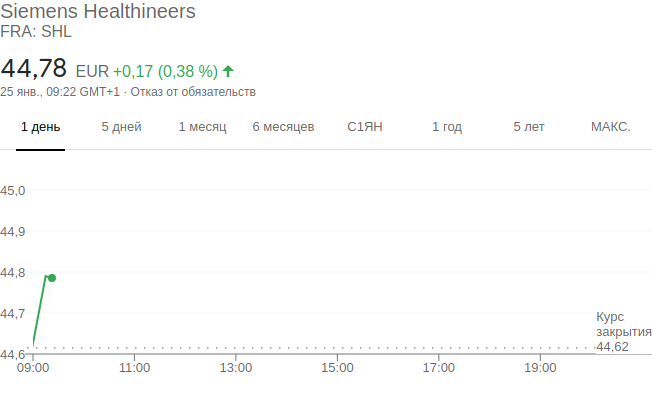 Siemens Healthineers
FRA: SHL
44,78 EUR +0,17 (0,38 %)
25 янв., 09:22 GMT+1 · Отказ от обязательств
1 день 5 дней 1 месяц 6 месяцев С1ЯН 1 год 5 лет МАКС.
45,0
44,9
44,8
44,7
Курс
закрытия
44,62
44,6
09:00 11:00 13:00 15:00 17:00 19:00